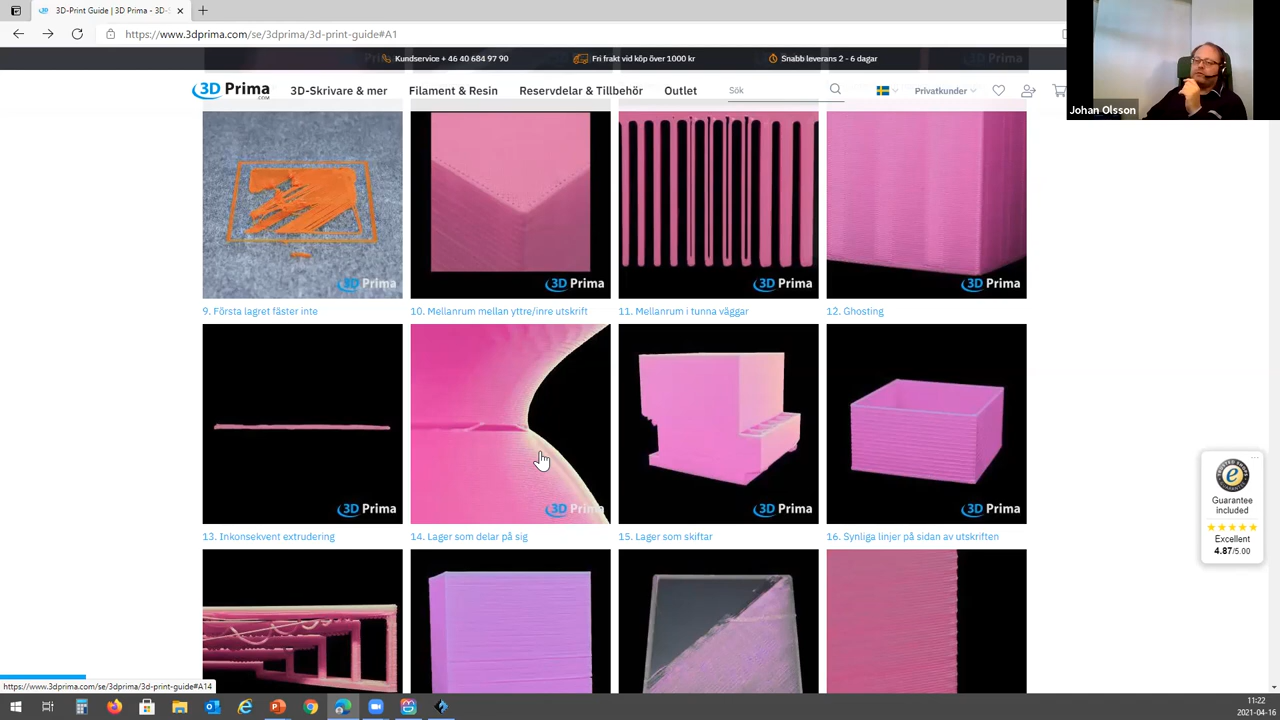 3D-Print Guide | 3D Prima - 3D-S
https://www.3dprima.com/se/3dprima/3d-print-guide#A1
Kundservice + 46 40 684 97 90
Fri frakt vid köp över 1000 kr
Snabb leverans 2 - 6 dagar
3D Prima
.COM
3D-Skrivare & mer
Filament & Resin
Reservdelar & Tillbehör
Outlet
Sök
Privatkunder
Johan Olsson
3D Prima
3D Prima
3D Prima
3D Prima
9. Första lagret fäster inte
10. Mellanrum mellan yttre/inre utskrift
11. Mellanrum i tunna väggar
12. Ghosting
3D Prima
3D Prima
3D Prima
3D Prima
13. Inkonsekvent extrudering
14. Lager som delar på sig
15. Lager som skiftar
16. Synliga linjer på sidan av utskriften
Guarantee
included
Excellent
4.87/5.00
https://www.3dprima.com/se/3dprima/3d-print-guide#A14
11:22
2021-04-16